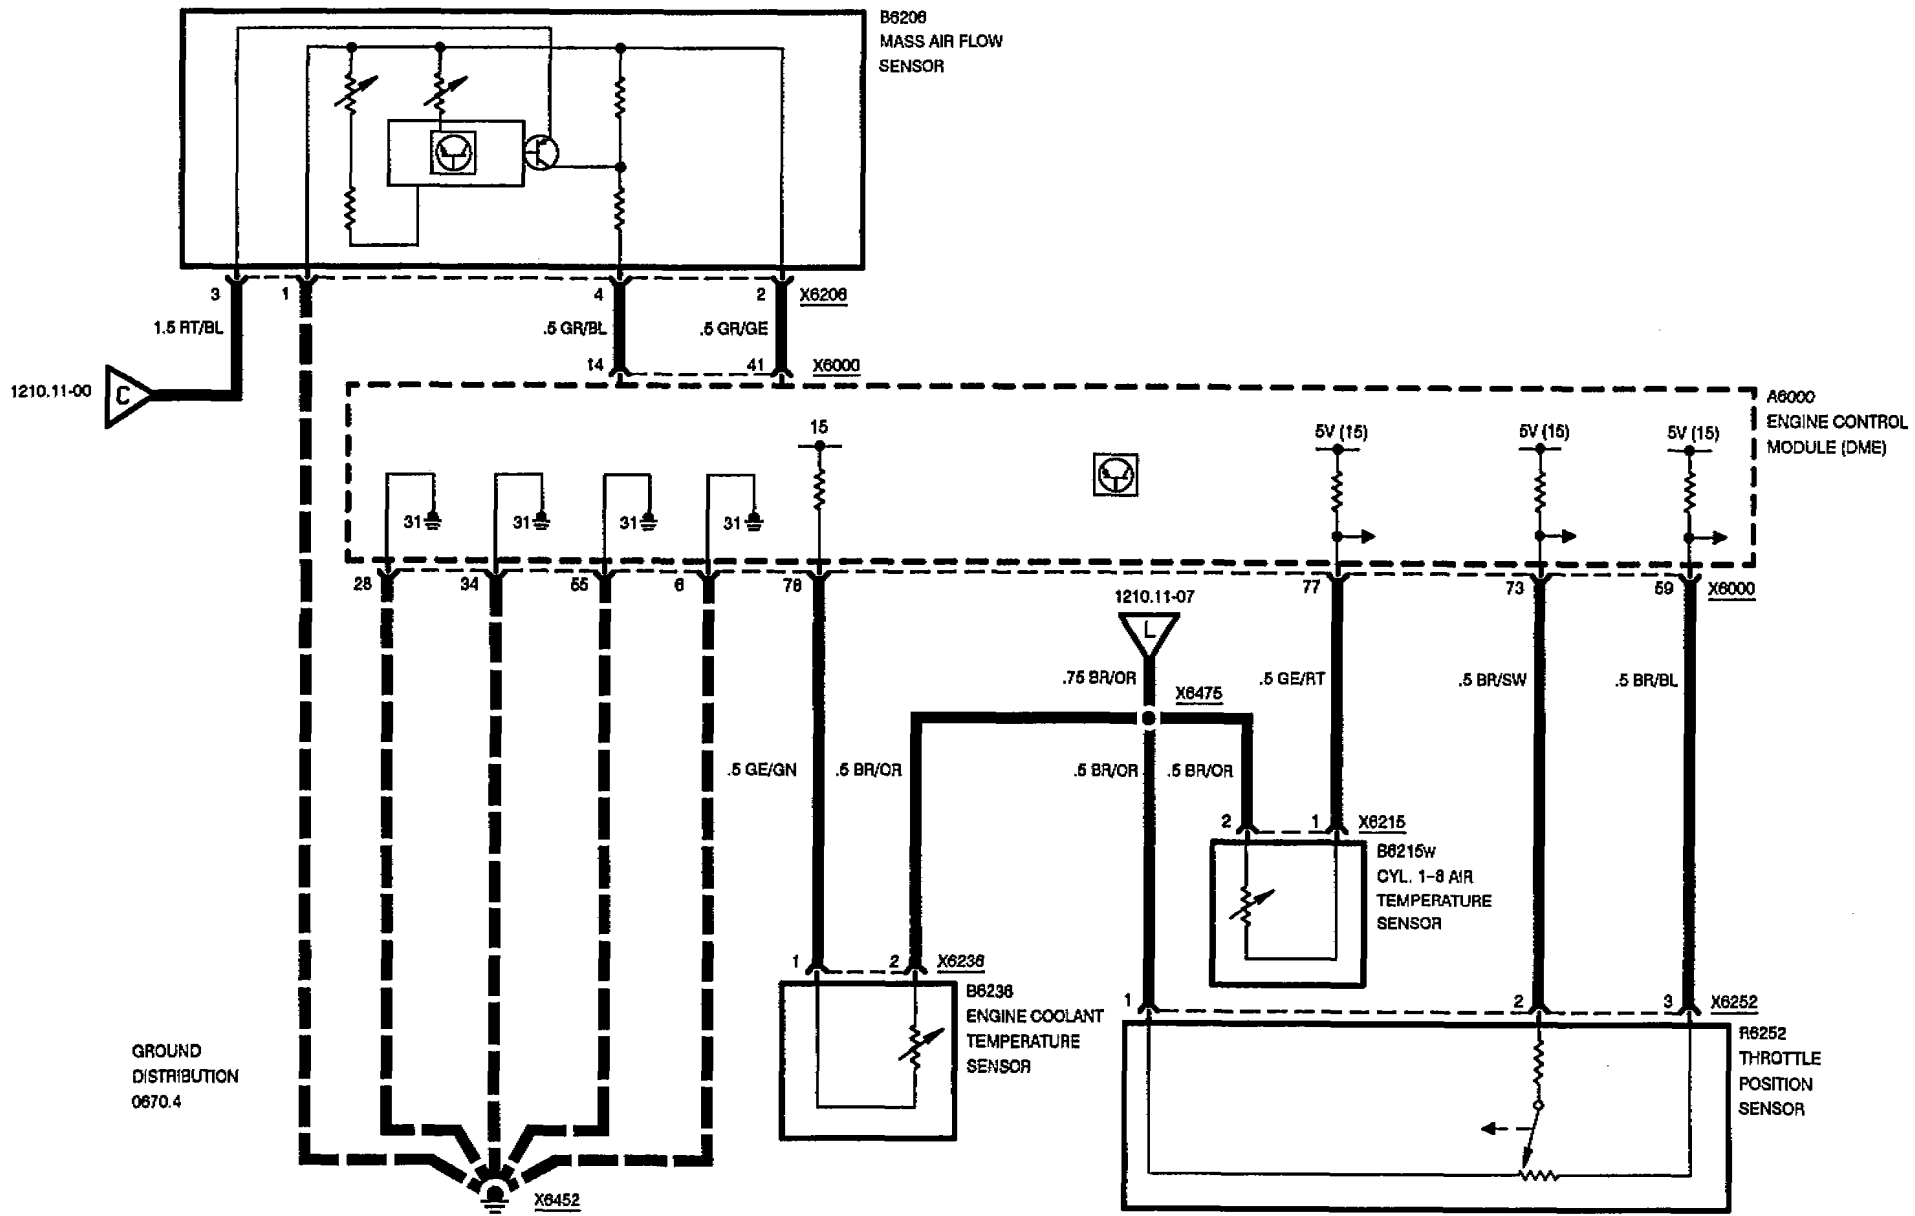 B6206
MASS AIR FLOW
SENSOR
3
1
4
2
X6206
1.5 RT/BL
.5 GR/BL
.5 GR/GE
14
41
X6000
1210.11-00
C
A6000
ENGINE CONTROL
MODULE (DME)
15
5V (15)
5V (15)
5V (15)
31
31
31
31
28
34
55
6
78
77
73
59
X6000
1210.11-07
L
.75 BR/OR
X6475
.5 GE/RT
.5 BR/SW
.5 BR/BL
.5 GE/GN
.5 BR/OR
.5 BR/OR
.5 BR/OR
2
1
X6215
B6215W
CYL. 1-8 AIR
TEMPERATURE
SENSOR
1
2
X6236
B6236
ENGINE COOLANT
TEMPERATURE
SENSOR
1
2
3
X6252
R6252
THROTTLE
POSITION
SENSOR
GROUND
DISTRIBUTION
0670.4
X6452